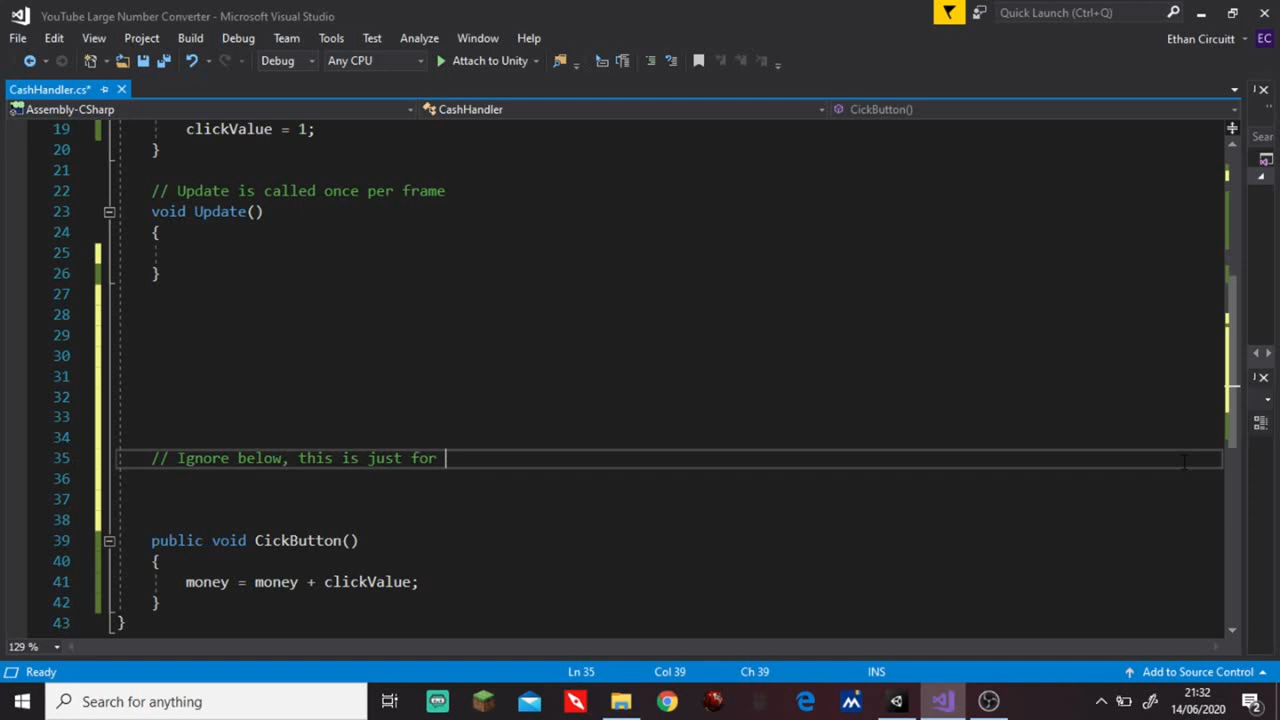 YouTube Large Number Converter - Microsoft Visual Studio
Quick Launch (Ctrl+Q)
File Edit View Project Build Debug Team Tools Test Analyze Window Help
Ethan Circuitt EC
Debug Any CPU Attach to Unity
CashHandler.cs*
Assembly-CSharp CashHandler CickButton()
Sear
19 clickValue = 1;
20 }
21
22 // Update is called once per frame
23 void Update()
24 {
25
26 }
27
28
29
30
31
32
33
34
35 // Ignore below, this is just for
36
37
38
39 public void CickButton()
40 {
41 money = money + clickValue;
42 }
43 }
129 %
Ready Ln 35 Col 39 Ch 39 INS Add to Source Control
Search for anything
21:32
14/06/2020
2